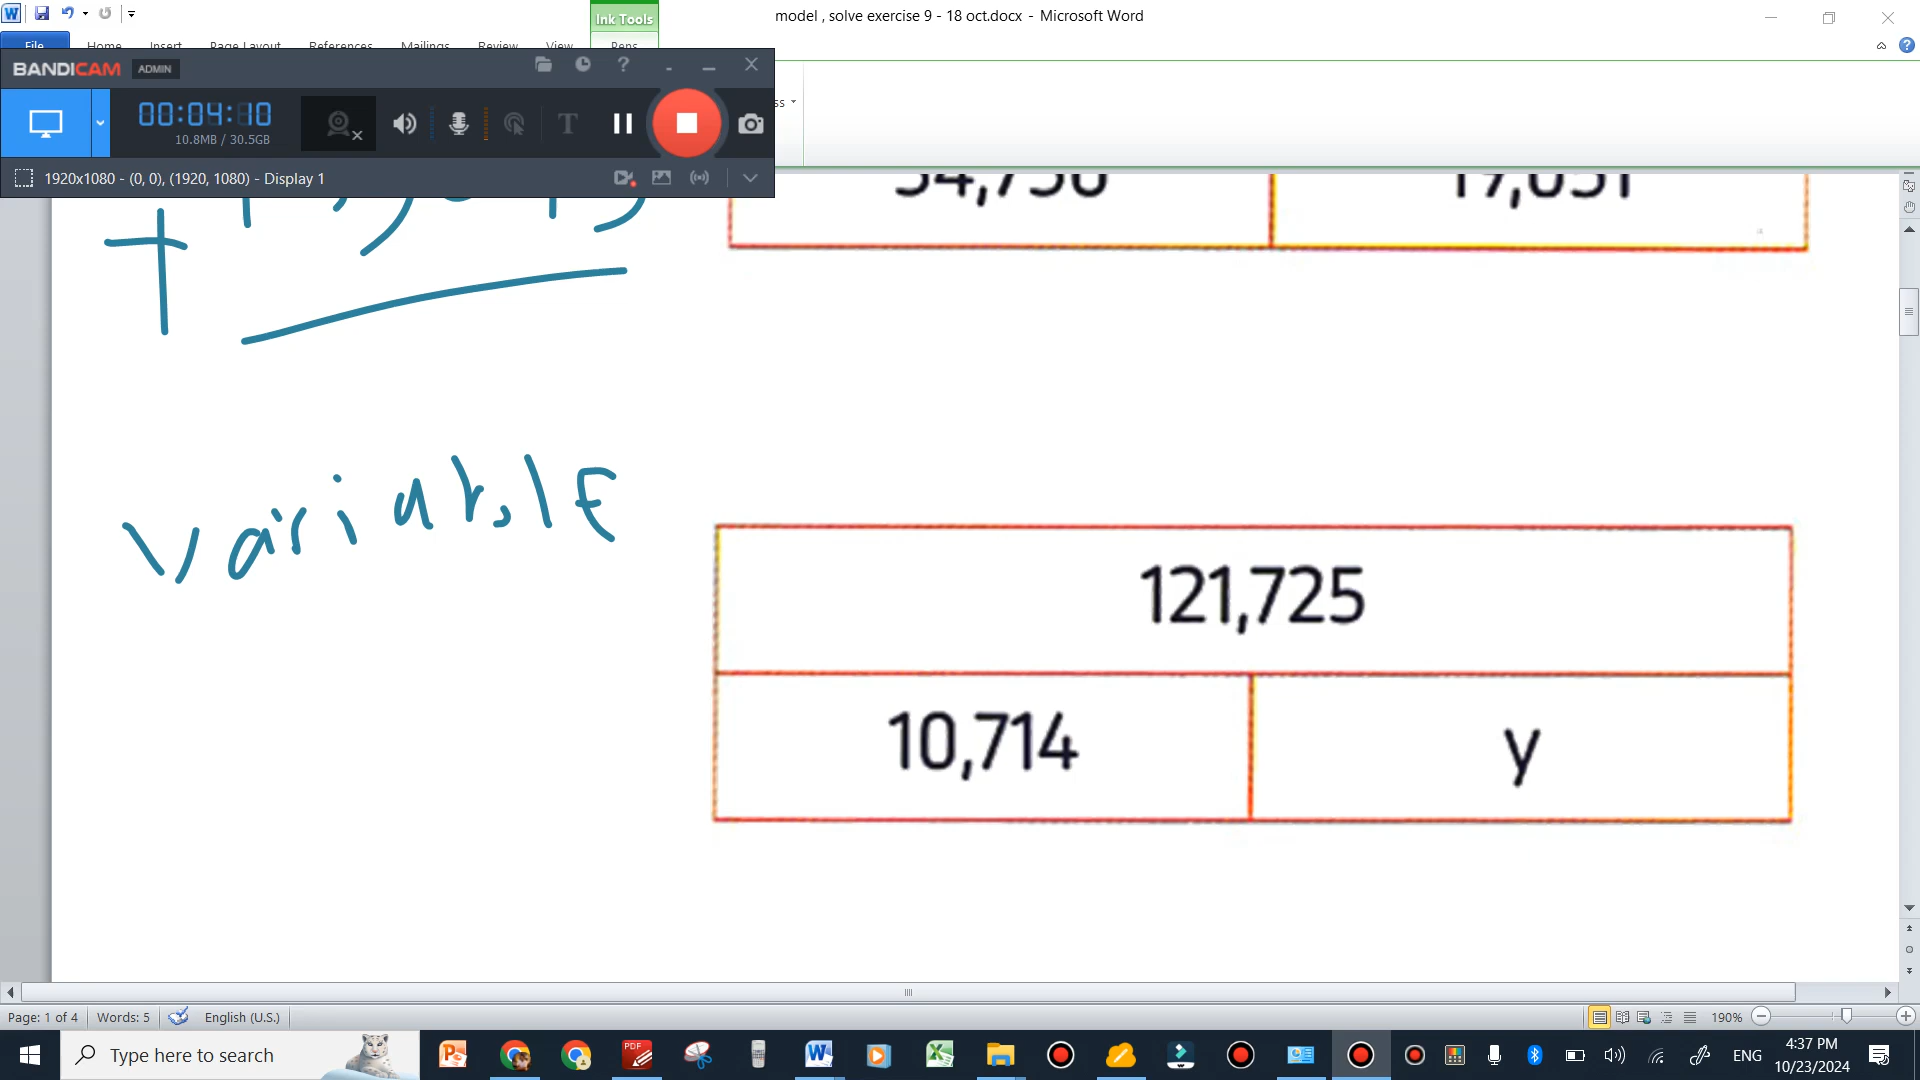 model , solve exercise 9 - 18 oct.docx - Microsoft Word
Ink Tools
File Home Insert Page Layout References Mailings Review View Pens
BANDICAM ADMIN
00:04:10
10.8MB / 30.5GB
1920x1080 - (0, 0), (1920, 1080) - Display 1
+
Variable
121,725
10,714 y
Page: 1 of 4 Words: 5 English (U.S.) 190%
Type here to search
PDF
ENG
4:37 PM
10/23/2024